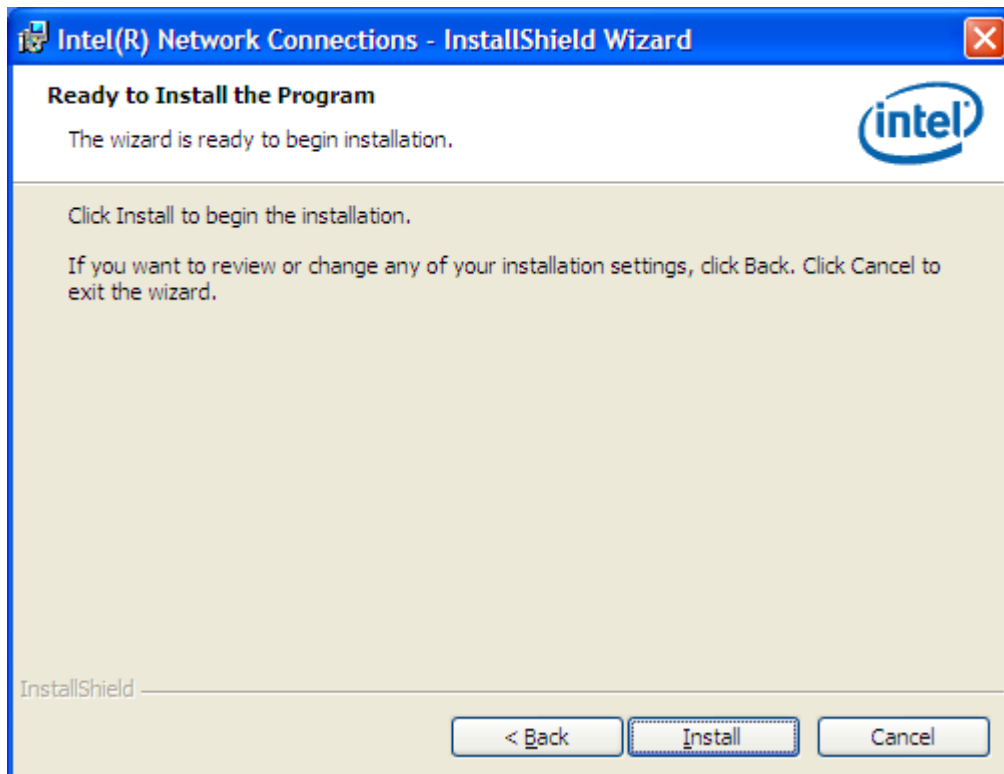 Intel(R) Network Connections - InstallShield Wizard
Ready to Install the Program
The wizard is ready to begin installation.
intel
Click Install to begin the installation.
If you want to review or change any of your installation settings, click Back. Click Cancel to
exit the wizard.
InstallShield
< Back
Install
Cancel